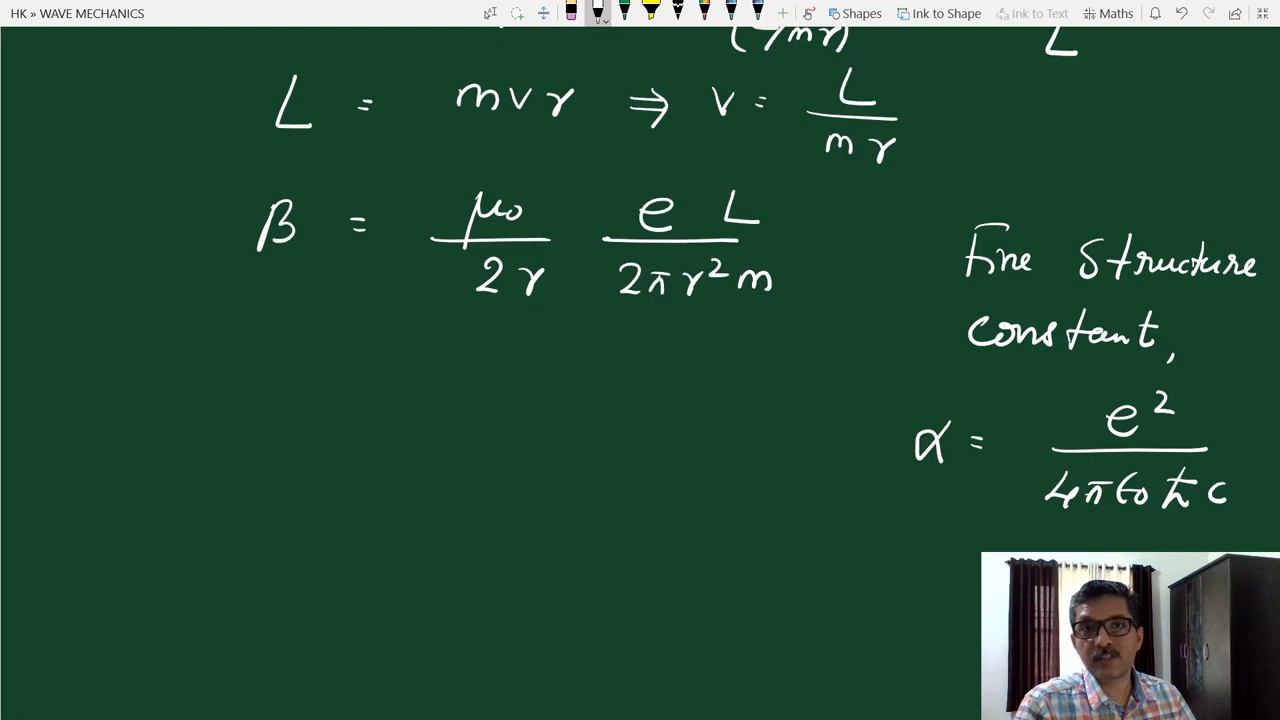 HK » WAVE MECHANICS
Shapes Ink to Shape Ink to Text Maths
L
L = mvr ⇒ v = L / mr
B = μ₀ / 2r e L / 2πr²m
Fine Structure
constant,
α = e² / 4πϵ₀ħc